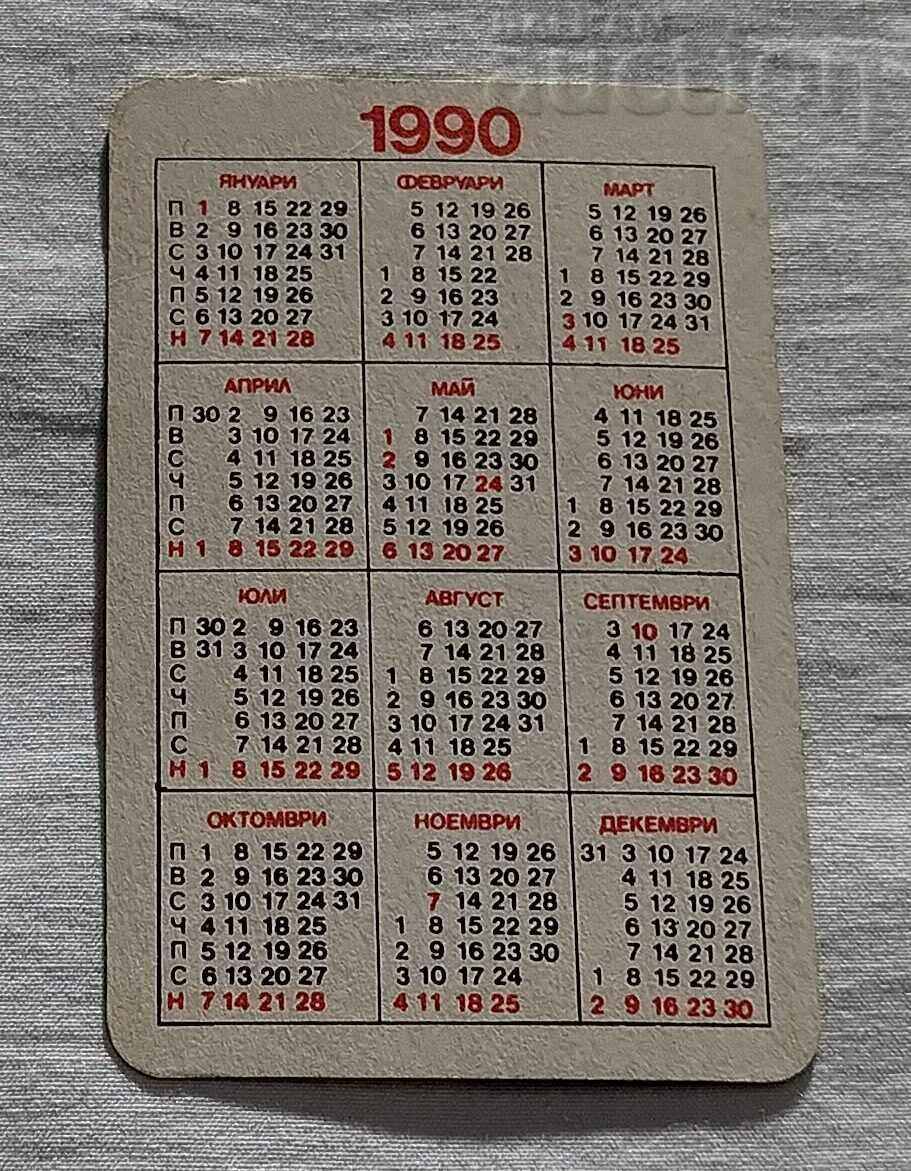 auction
1990
ЯНУАРИ
П 1 8 15 22 29
В 2 9 16 23 30
С 3 10 17 24 31
Ч 4 11 18 25
П 5 12 19 26
С 6 13 20 27
Н 7 14 21 28
ФЕВРУАРИ
5 12 19 26
6 13 20 27
7 14 21 28
1 8 15 22
2 9 16 23
3 10 17 24
4 11 18 25
МАРТ
5 12 19 26
6 13 20 27
7 14 21 28
1 8 15 22 29
2 9 16 23 30
3 10 17 24 31
4 11 18 25
АПРИЛ
П 30 2 9 16 23
В 3 10 17 24
С 4 11 18 25
Ч 5 12 19 26
П 6 13 20 27
С 7 14 21 28
Н 1 8 15 22 29
МАЙ
7 14 21 28
1 8 15 22 29
2 9 16 23 30
3 10 17 24 31
4 11 18 25
5 12 19 26
6 13 20 27
ЮНИ
4 11 18 25
5 12 19 26
6 13 20 27
7 14 21 28
1 8 15 22 29
2 9 16 23 30
3 10 17 24
ЮЛИ
П 30 2 9 16 23
В 31 3 10 17 24
С 4 11 18 25
Ч 5 12 19 26
П 6 13 20 27
С 7 14 21 28
Н 1 8 15 22 29
АВГУСТ
6 13 20 27
7 14 21 28
1 8 15 22 29
2 9 16 23 30
3 10 17 24 31
4 11 18 25
5 12 19 26
СЕПТЕМВРИ
3 10 17 24
4 11 18 25
5 12 19 26
6 13 20 27
7 14 21 28
1 8 15 22 29
2 9 16 23 30
ОКТОМВРИ
П 1 8 15 22 29
В 2 9 16 23 30
С 3 10 17 24 31
Ч 4 11 18 25
П 5 12 19 26
С 6 13 20 27
Н 7 14 21 28
НОЕМВРИ
5 12 19 26
6 13 20 27
7 14 21 28
1 8 15 22 29
2 9 16 23 30
3 10 17 24
4 11 18 25
ДЕКЕМВРИ
31 3 10 17 24
4 11 18 25
5 12 19 26
6 13 20 27
7 14 21 28
1 8 15 22 29
2 9 16 23 30